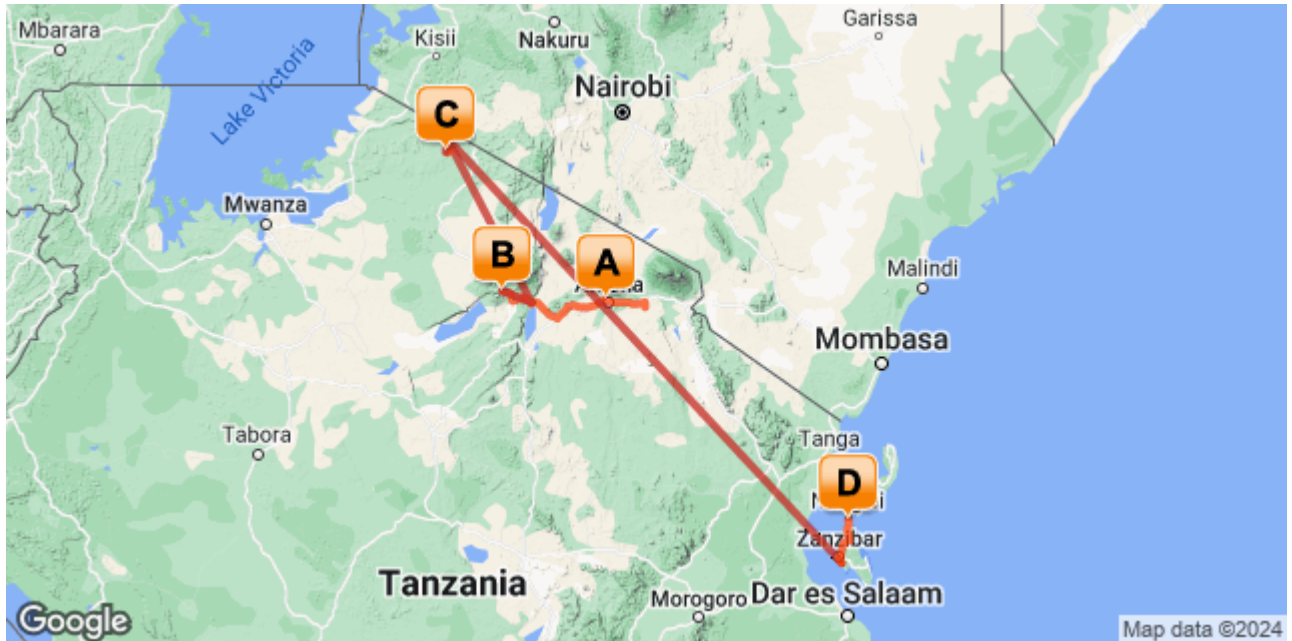 Mbarara
Lake Victoria
Kisii
Nakuru
Garissa
Nairobi
C
Mwanza
B
A
Malindi
Mombasa
Tabora
Tanga
D
Zanzibar
Tanzania
Morogoro
Dar es Salaam
Google
Map data ©2024